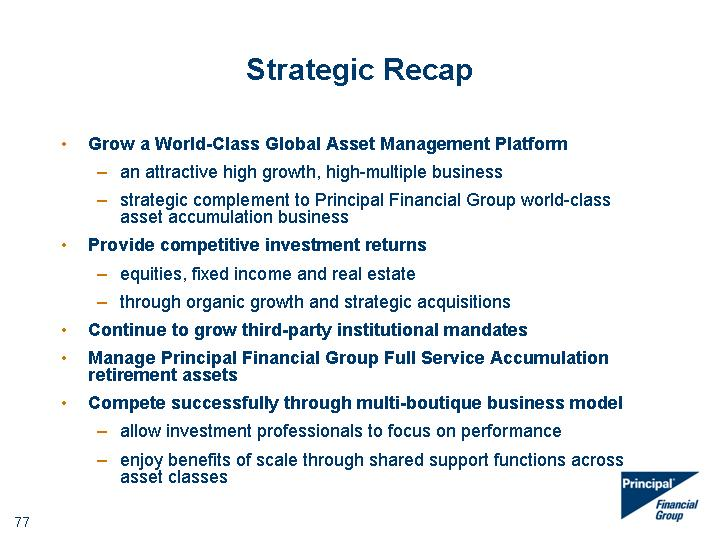 Strategic Recap
• Grow a World-Class Global Asset Management Platform
– an attractive high growth, high-multiple business
– strategic complement to Principal Financial Group world-class
asset accumulation business
• Provide competitive investment returns
– equities, fixed income and real estate
– through organic growth and strategic acquisitions
• Continue to grow third-party institutional mandates
• Manage Principal Financial Group Full Service Accumulation
retirement assets
• Compete successfully through multi-boutique business model
– allow investment professionals to focus on performance
– enjoy benefits of scale through shared support functions across
asset classes
Principal
Financial
Group
77